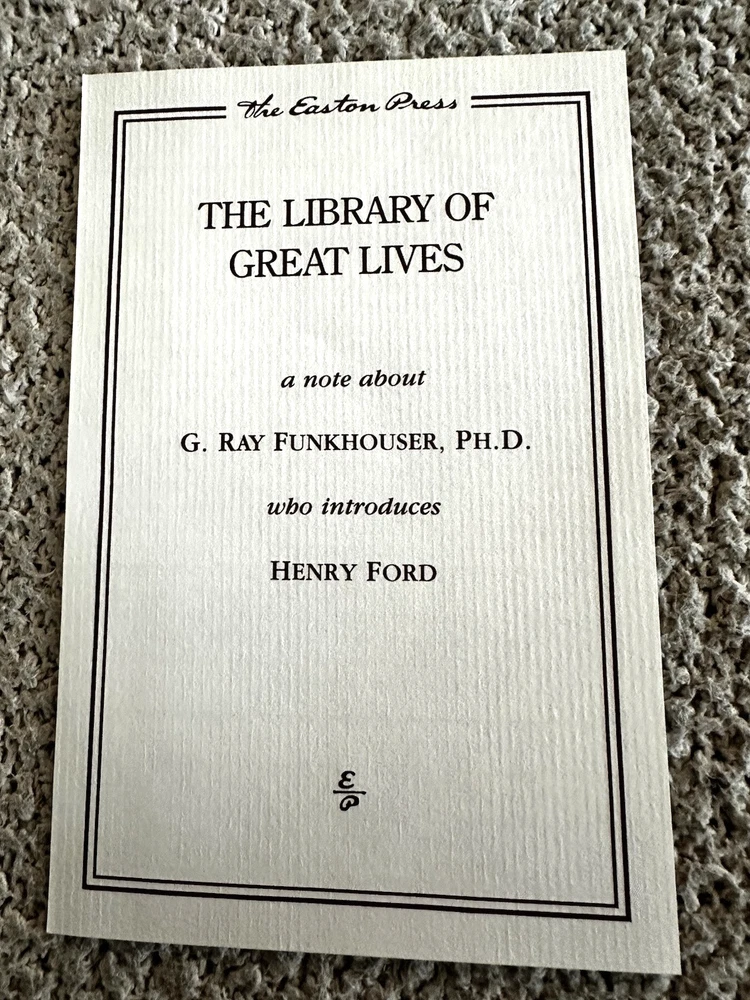 The Easton Press
THE LIBRARY OF
GREAT LIVES
a note about
G. RAY FUNKHOUSER, PH.D.
who introduces
HENRY FORD
E
P